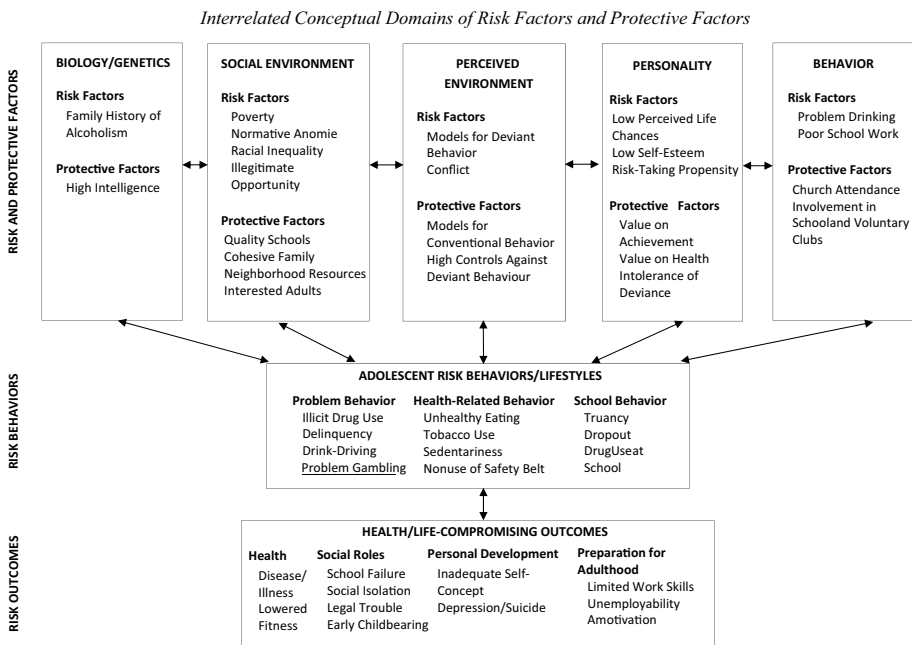 Interrelated Conceptual Domains of Risk Factors and Protective Factors
RISK AND PROTECTIVE FACTORS
BIOLOGY/GENETICS
Risk Factors
Family History of
Alcoholism
Protective Factors
High Intelligence
SOCIAL ENVIRONMENT
Risk Factors
Poverty
Normative Anomie
Racial Inequality
Illegitimate
Opportunity
Protective Factors
Quality Schools
Cohesive Family
Neighborhood Resources
Interested Adults
PERCEIVED
ENVIRONMENT
Risk Factors
Models for Deviant
Behavior
Conflict
Protective Factors
Models for
Conventional Behavior
High Controls Against
Deviant Behaviour
PERSONALITY
Risk Factors
Low Perceived Life
Chances
Low Self-Esteem
Risk-Taking Propensity
Protective Factors
Value on
Achievement
Value on Health
Intolerance of
Deviance
BEHAVIOR
Risk Factors
Problem Drinking
Poor School Work
Protective Factors
Church Attendance
Involvement in
Schooland Voluntary
Clubs
RISK BEHAVIORS
ADOLESCENT RISK BEHAVIORS/LIFESTYLES
Problem Behavior
Illicit Drug Use
Delinquency
Drink-Driving
Problem Gambling
Health-Related Behavior
Unhealthy Eating
Tobacco Use
Sedentariness
Nonuse of Safety Belt
School Behavior
Truancy
Dropout
DrugUseat
School
RISK OUTCOMES
HEALTH/LIFE-COMPROMISING OUTCOMES
Health
Disease/
Illness
Lowered
Fitness
Social Roles
School Failure
Social Isolation
Legal Trouble
Early Childbearing
Personal Development
Inadequate Self-
Concept
Depression/Suicide
Preparation for
Adulthood
Limited Work Skills
Unemployability
Amotivation